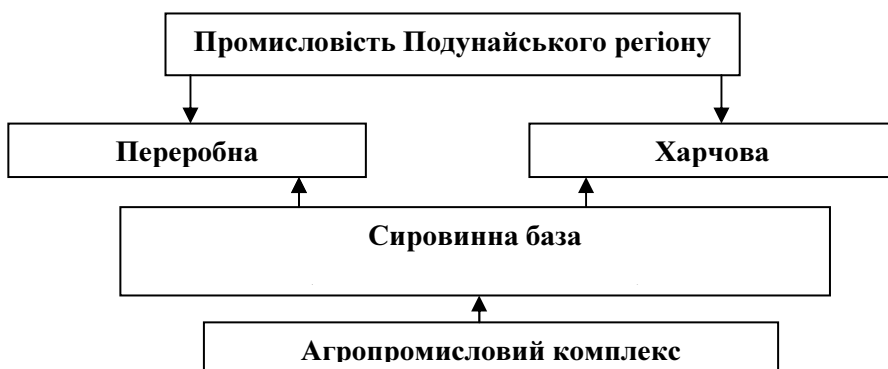 Промисловість Подунайського регіону
Переробна
Харчова
Сировинна база
Агропромисловий комплекс